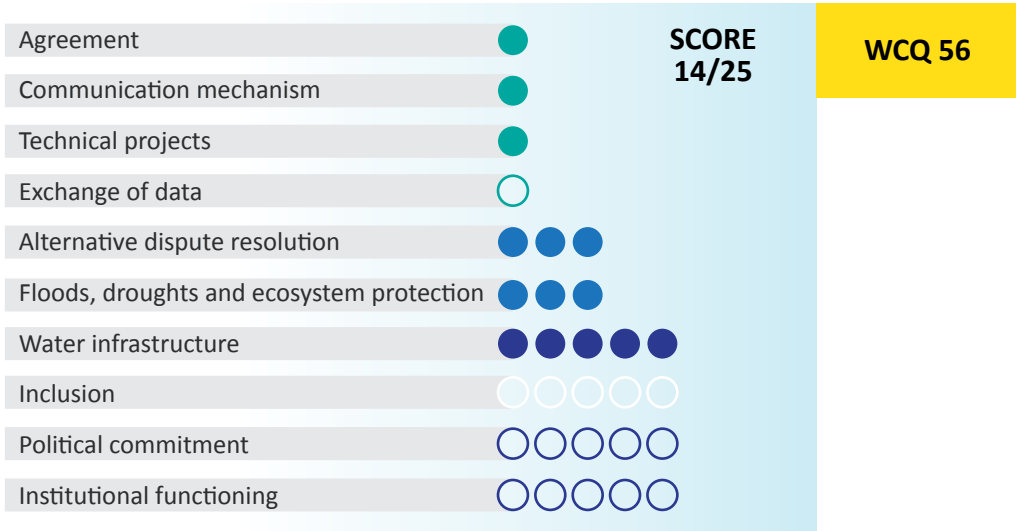 Agreement
Communication mechanism
Technical projects
Exchange of data
Alternative dispute resolution
Floods, droughts and ecosystem protection
Water infrastructure
Inclusion
Political commitment
Institutional functioning
SCORE
14/25
WCQ 56